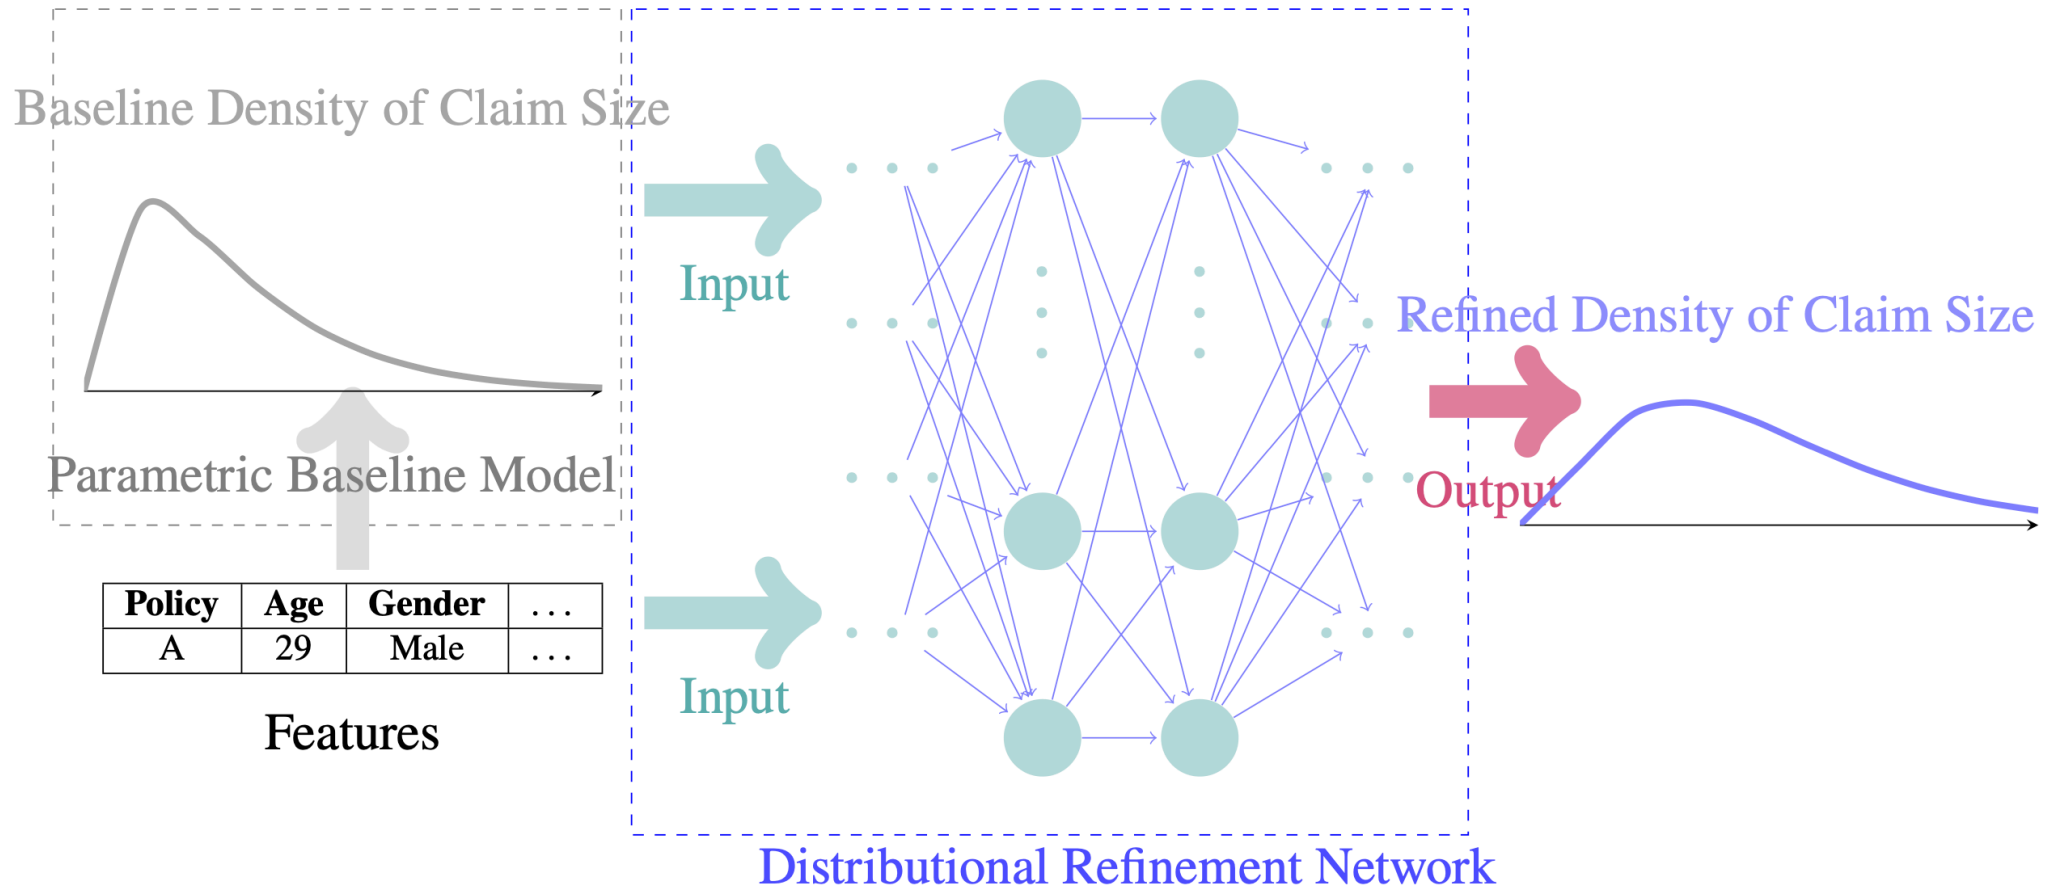 Baseline Density of Claim Size
Parametric Baseline Model
Policy Age Gender ...
A 29 Male ...
Features
Input
Input
Distributional Refinement Network
Refined Density of Claim Size
Output